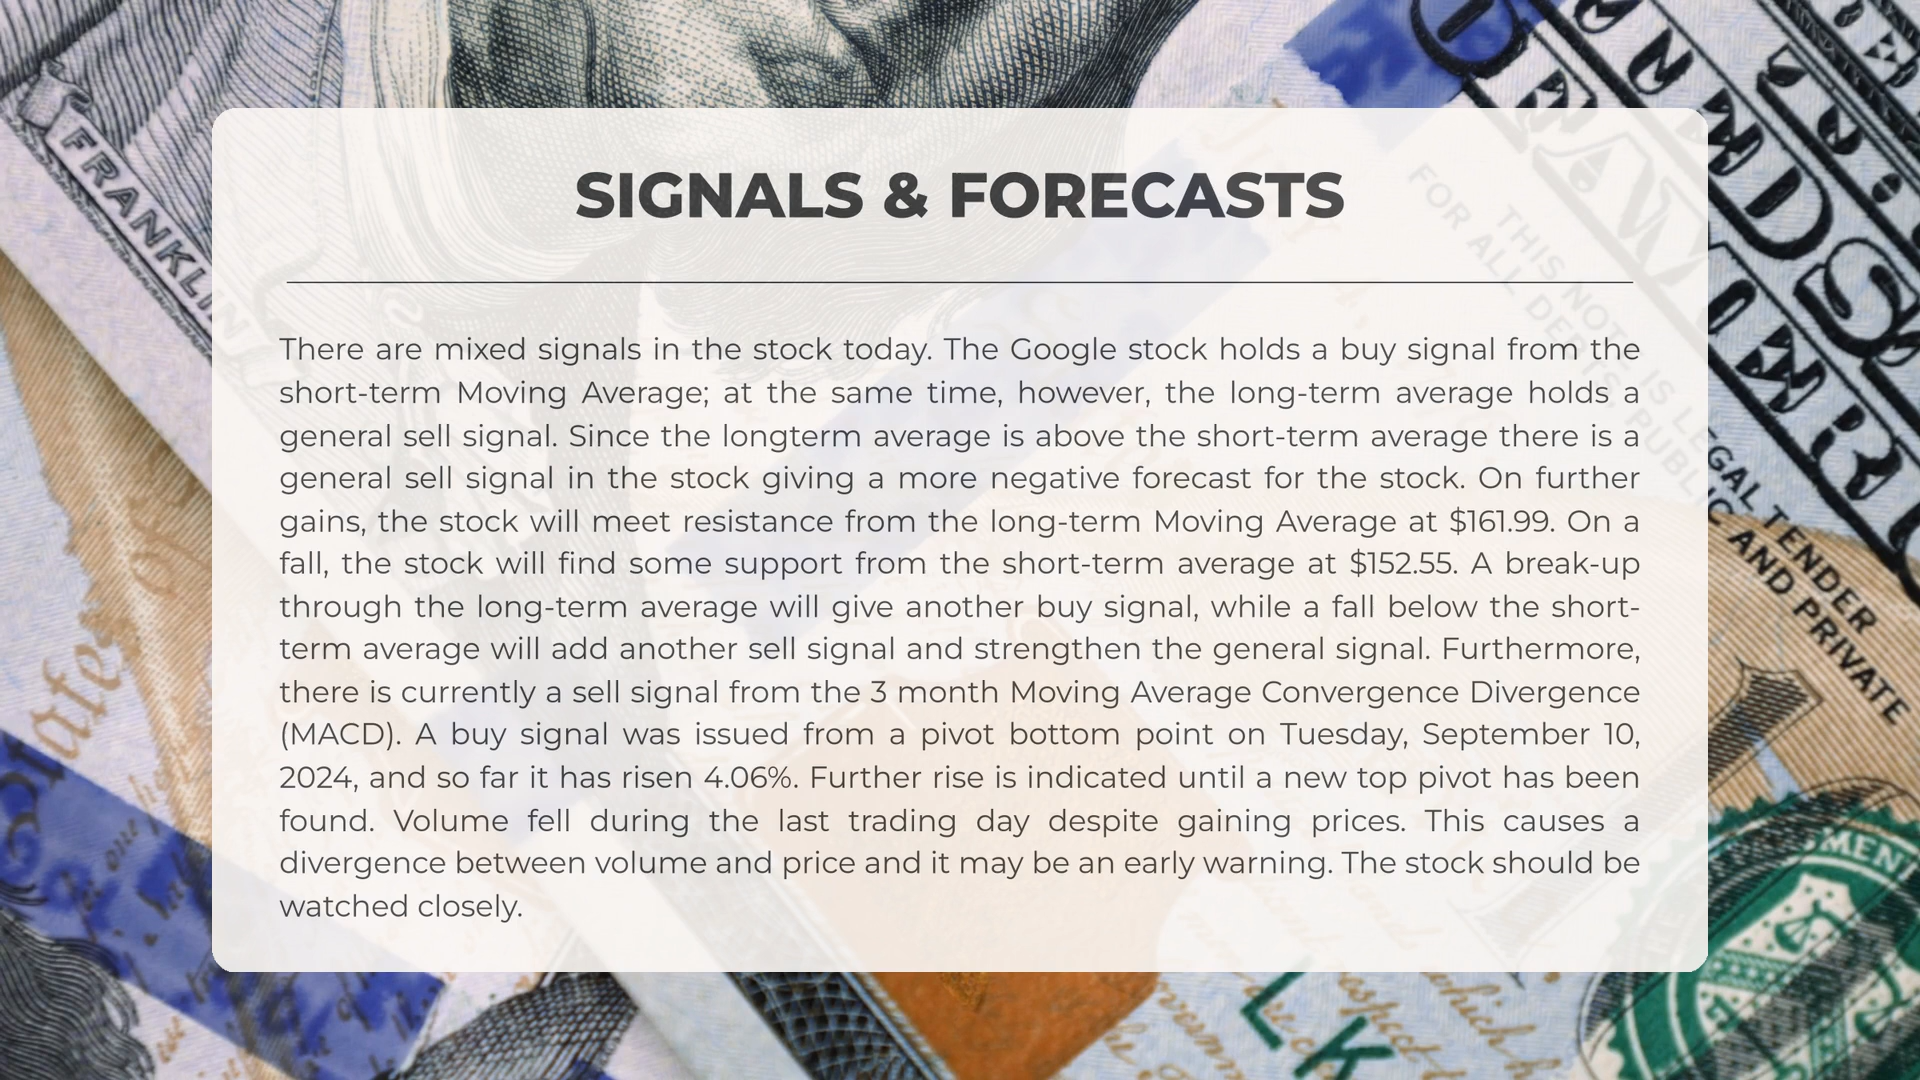 FRANKLIN
SIGNALS & FORECASTS
THIS NOTE IS LEGAL TENDER
FOR ALL DEBTS, PUBLIC AND PRIVATE
There are mixed signals in the stock today. The Google stock holds a buy signal from the
short-term Moving Average; at the same time, however, the long-term average holds a
general sell signal. Since the longterm average is above the short-term average there is a
general sell signal in the stock giving a more negative forecast for the stock. On further
gains, the stock will meet resistance from the long-term Moving Average at $161.99. On a
fall, the stock will find some support from the short-term average at $152.55. A break-up
through the long-term average will give another buy signal, while a fall below the short-
term average will add another sell signal and strengthen the general signal. Furthermore,
there is currently a sell signal from the 3 month Moving Average Convergence Divergence
(MACD). A buy signal was issued from a pivot bottom point on Tuesday, September 10,
2024, and so far it has risen 4.06%. Further rise is indicated until a new top pivot has been
found. Volume fell during the last trading day despite gaining prices. This causes a
divergence between volume and price and it may be an early warning. The stock should be
watched closely.